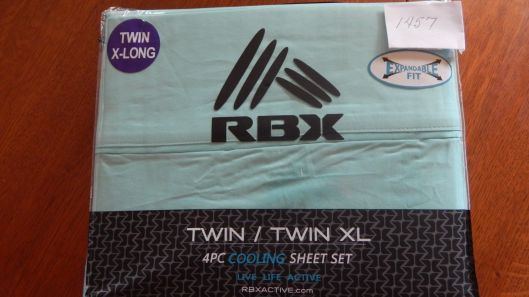 TWIN
X-LONG
1457
EXPANDABLE
FIT
RBX
TWIN / TWIN XL
4PC COOLING SHEET SET
LIVE LIFE ACTIVE
RBXACTIVE.com